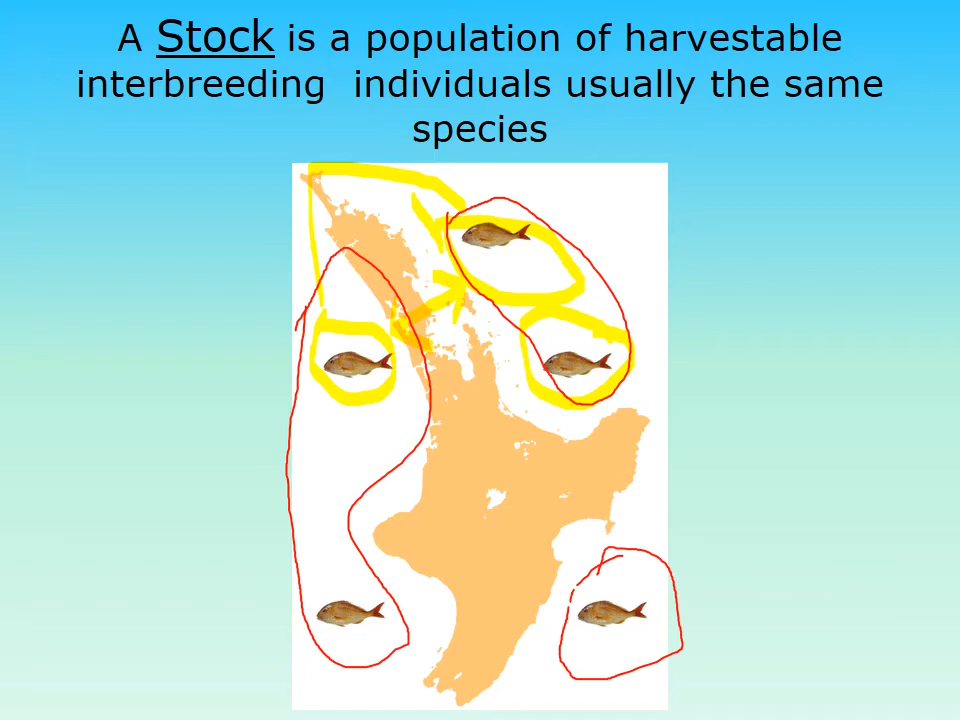 A Stock is a population of harvestable
interbreeding  individuals usually the same
species